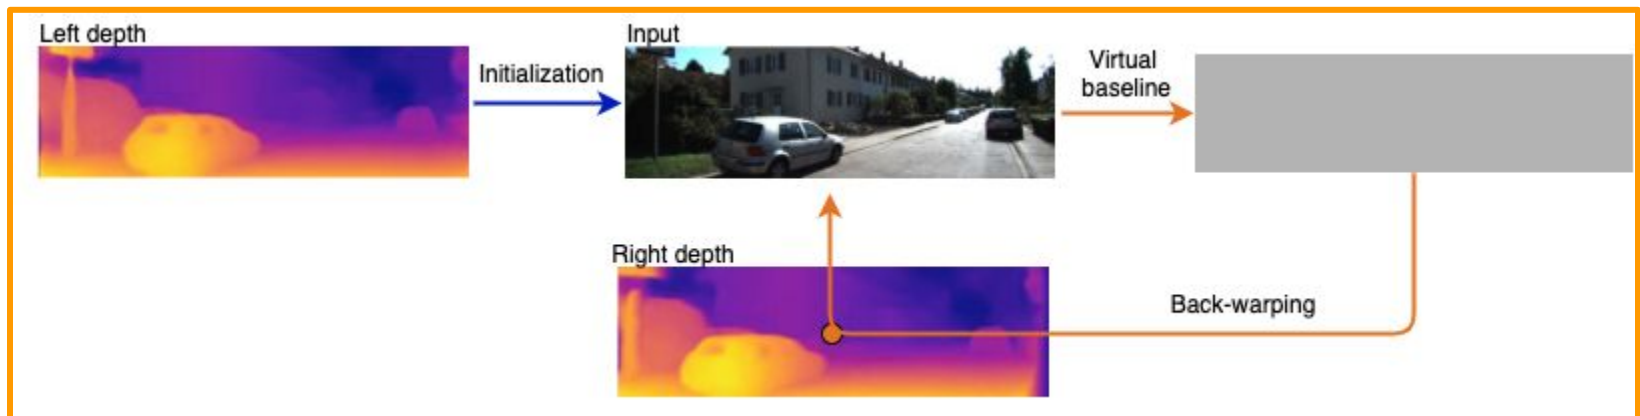 Left depth
Input
Initialization
Virtual
baseline
Right depth
Back-warping